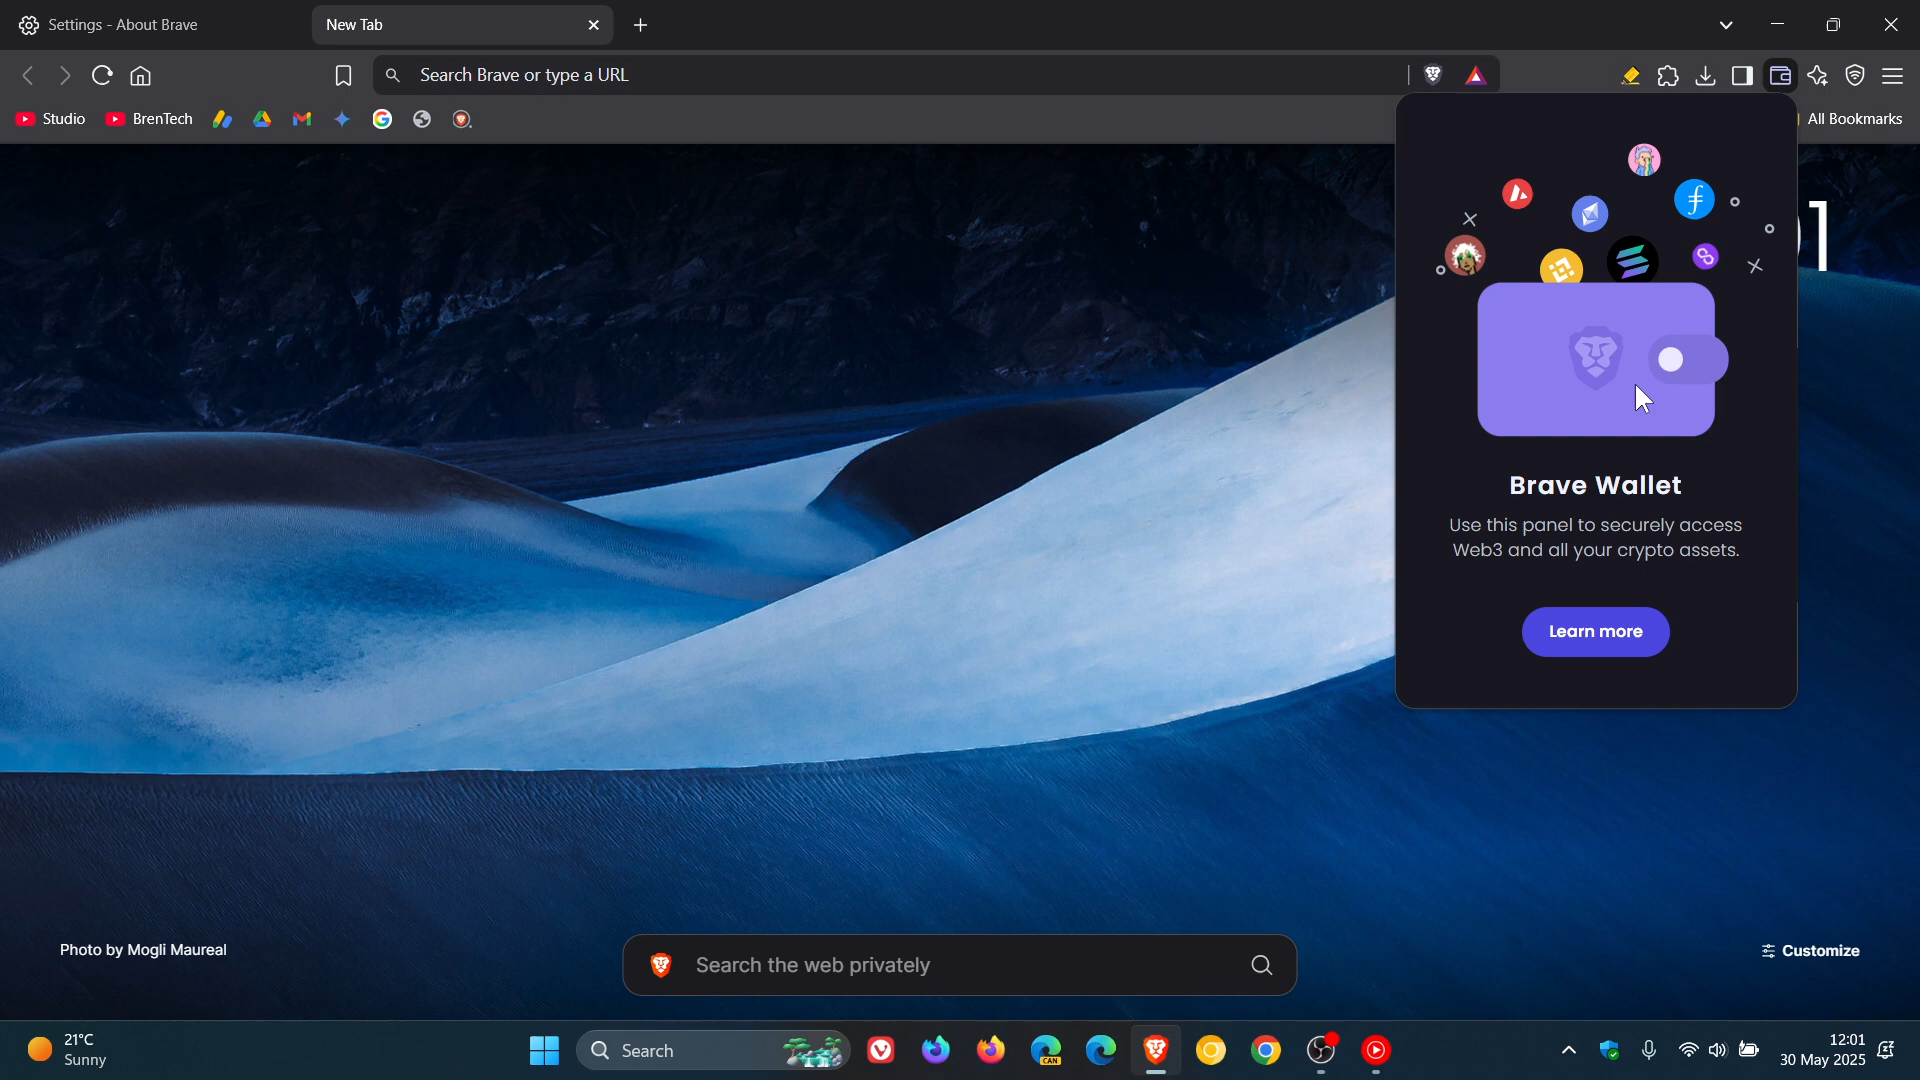 Settings - About Brave
New Tab
Search Brave or type a URL
Studio
BrenTech
All Bookmarks
CAN
Brave Wallet
Use this panel to securely access
Web3 and all your crypto assets.
Learn more
Photo by Mogli Maureal
Search the web privately
Customize
21°C
Sunny
Search
12:01
30 May 2025